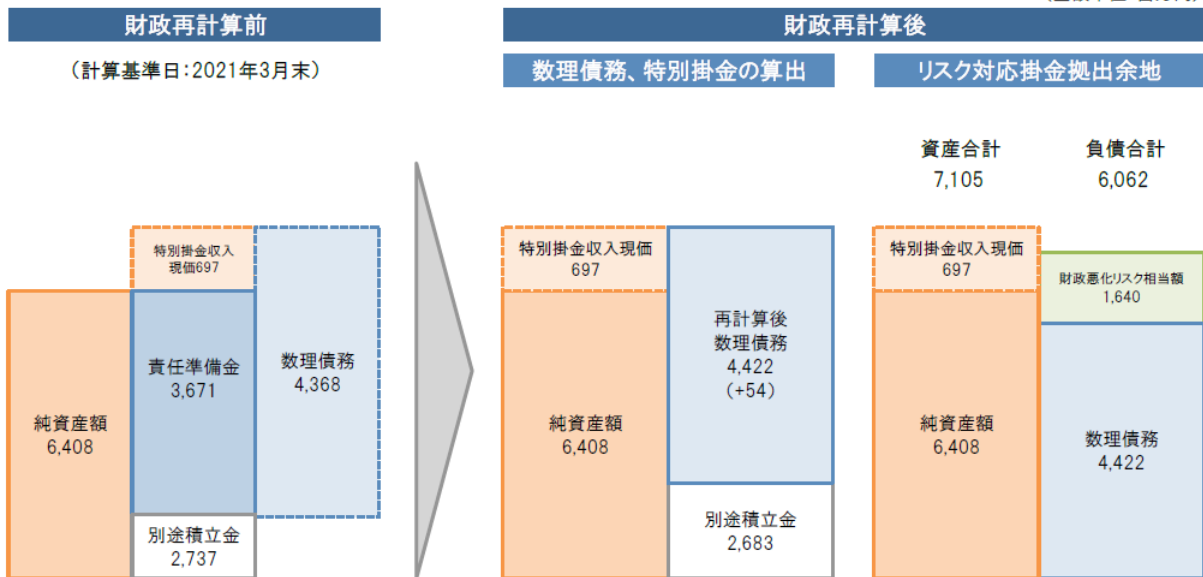 財政再計算前
(計算基準日:2021年3月末)
特別掛金収入
現価697
責任準備金
3,671
数理債務
4,368
純資産額
6,408
別途積立金
2,737
財政再計算後
数理債務、特別掛金の算出
特別掛金収入現価
697
再計算後
数理債務
4,422
(+54)
純資産額
6,408
別途積立金
2,683
リスク対応掛金拠出余地
資産合計
7,105
負債合計
6,062
特別掛金収入現価
697
財政悪化リスク相当額
1,640
純資産額
6,408
数理債務
4,422